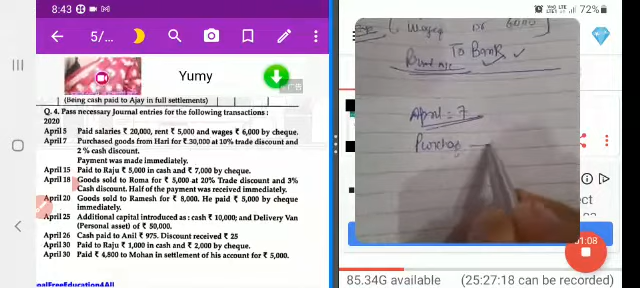 8:43
5/...
Yumy
(Being cash paid to Ajay in full settlements)
Q. 4. Pass necessary Journal entries for the following transactions :
2020
April 5 Paid salaries ₹ 20,000, rent ₹ 5,000 and wages ₹ 6,000 by cheque.
April 7 Purchased goods from Hari for ₹.30,000 at 10% trade discount and
2% cash discount.
Payment was made immediately.
April 15 Paid to Raju ₹ 5,000 in cash and ₹ 7,000 by cheque.
April 18 Goods sold to Roma for ₹ 5,000 at 20% Trade discount and 3%
Cash discount. Half of the payment was received immediately.
April 20 Goods sold to Ramesh for ₹ 8,000. He paid ₹ 5,000 by cheque
immediately.
April 25 Additional capital introduced as : cash ₹ 10,000; and Delivery Van
(Personal asset) of ₹ 50,000.
April 26 Cash paid to Anil ₹ 975. Discount received ₹ 25
April 30 Paid to Raju ₹ 1,000 in cash and ₹ 2,000 by cheque.
April 30 Paid ₹ 4,800 to Mohan in settlement of his account for ₹ 5,000.
oalFreeEducation4All
72%
Wages Dr 6000
To Bank
April = 7
Purchas
01:08
85.34G available (25:27:18 can be recorded)